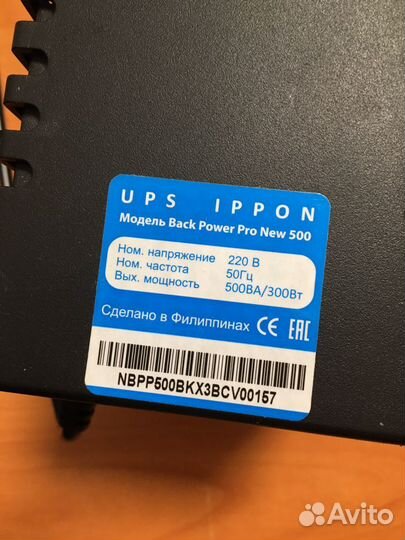 UPS IPPON
Модель Back Power Pro New 500
Ном. напряжение 220 В
Ном. частота 50Гц
Вых. мощность 500ВА/300Вт
Сделано в Филиппинах CE EAC
NBPP500BKX3BCV00157
Avito